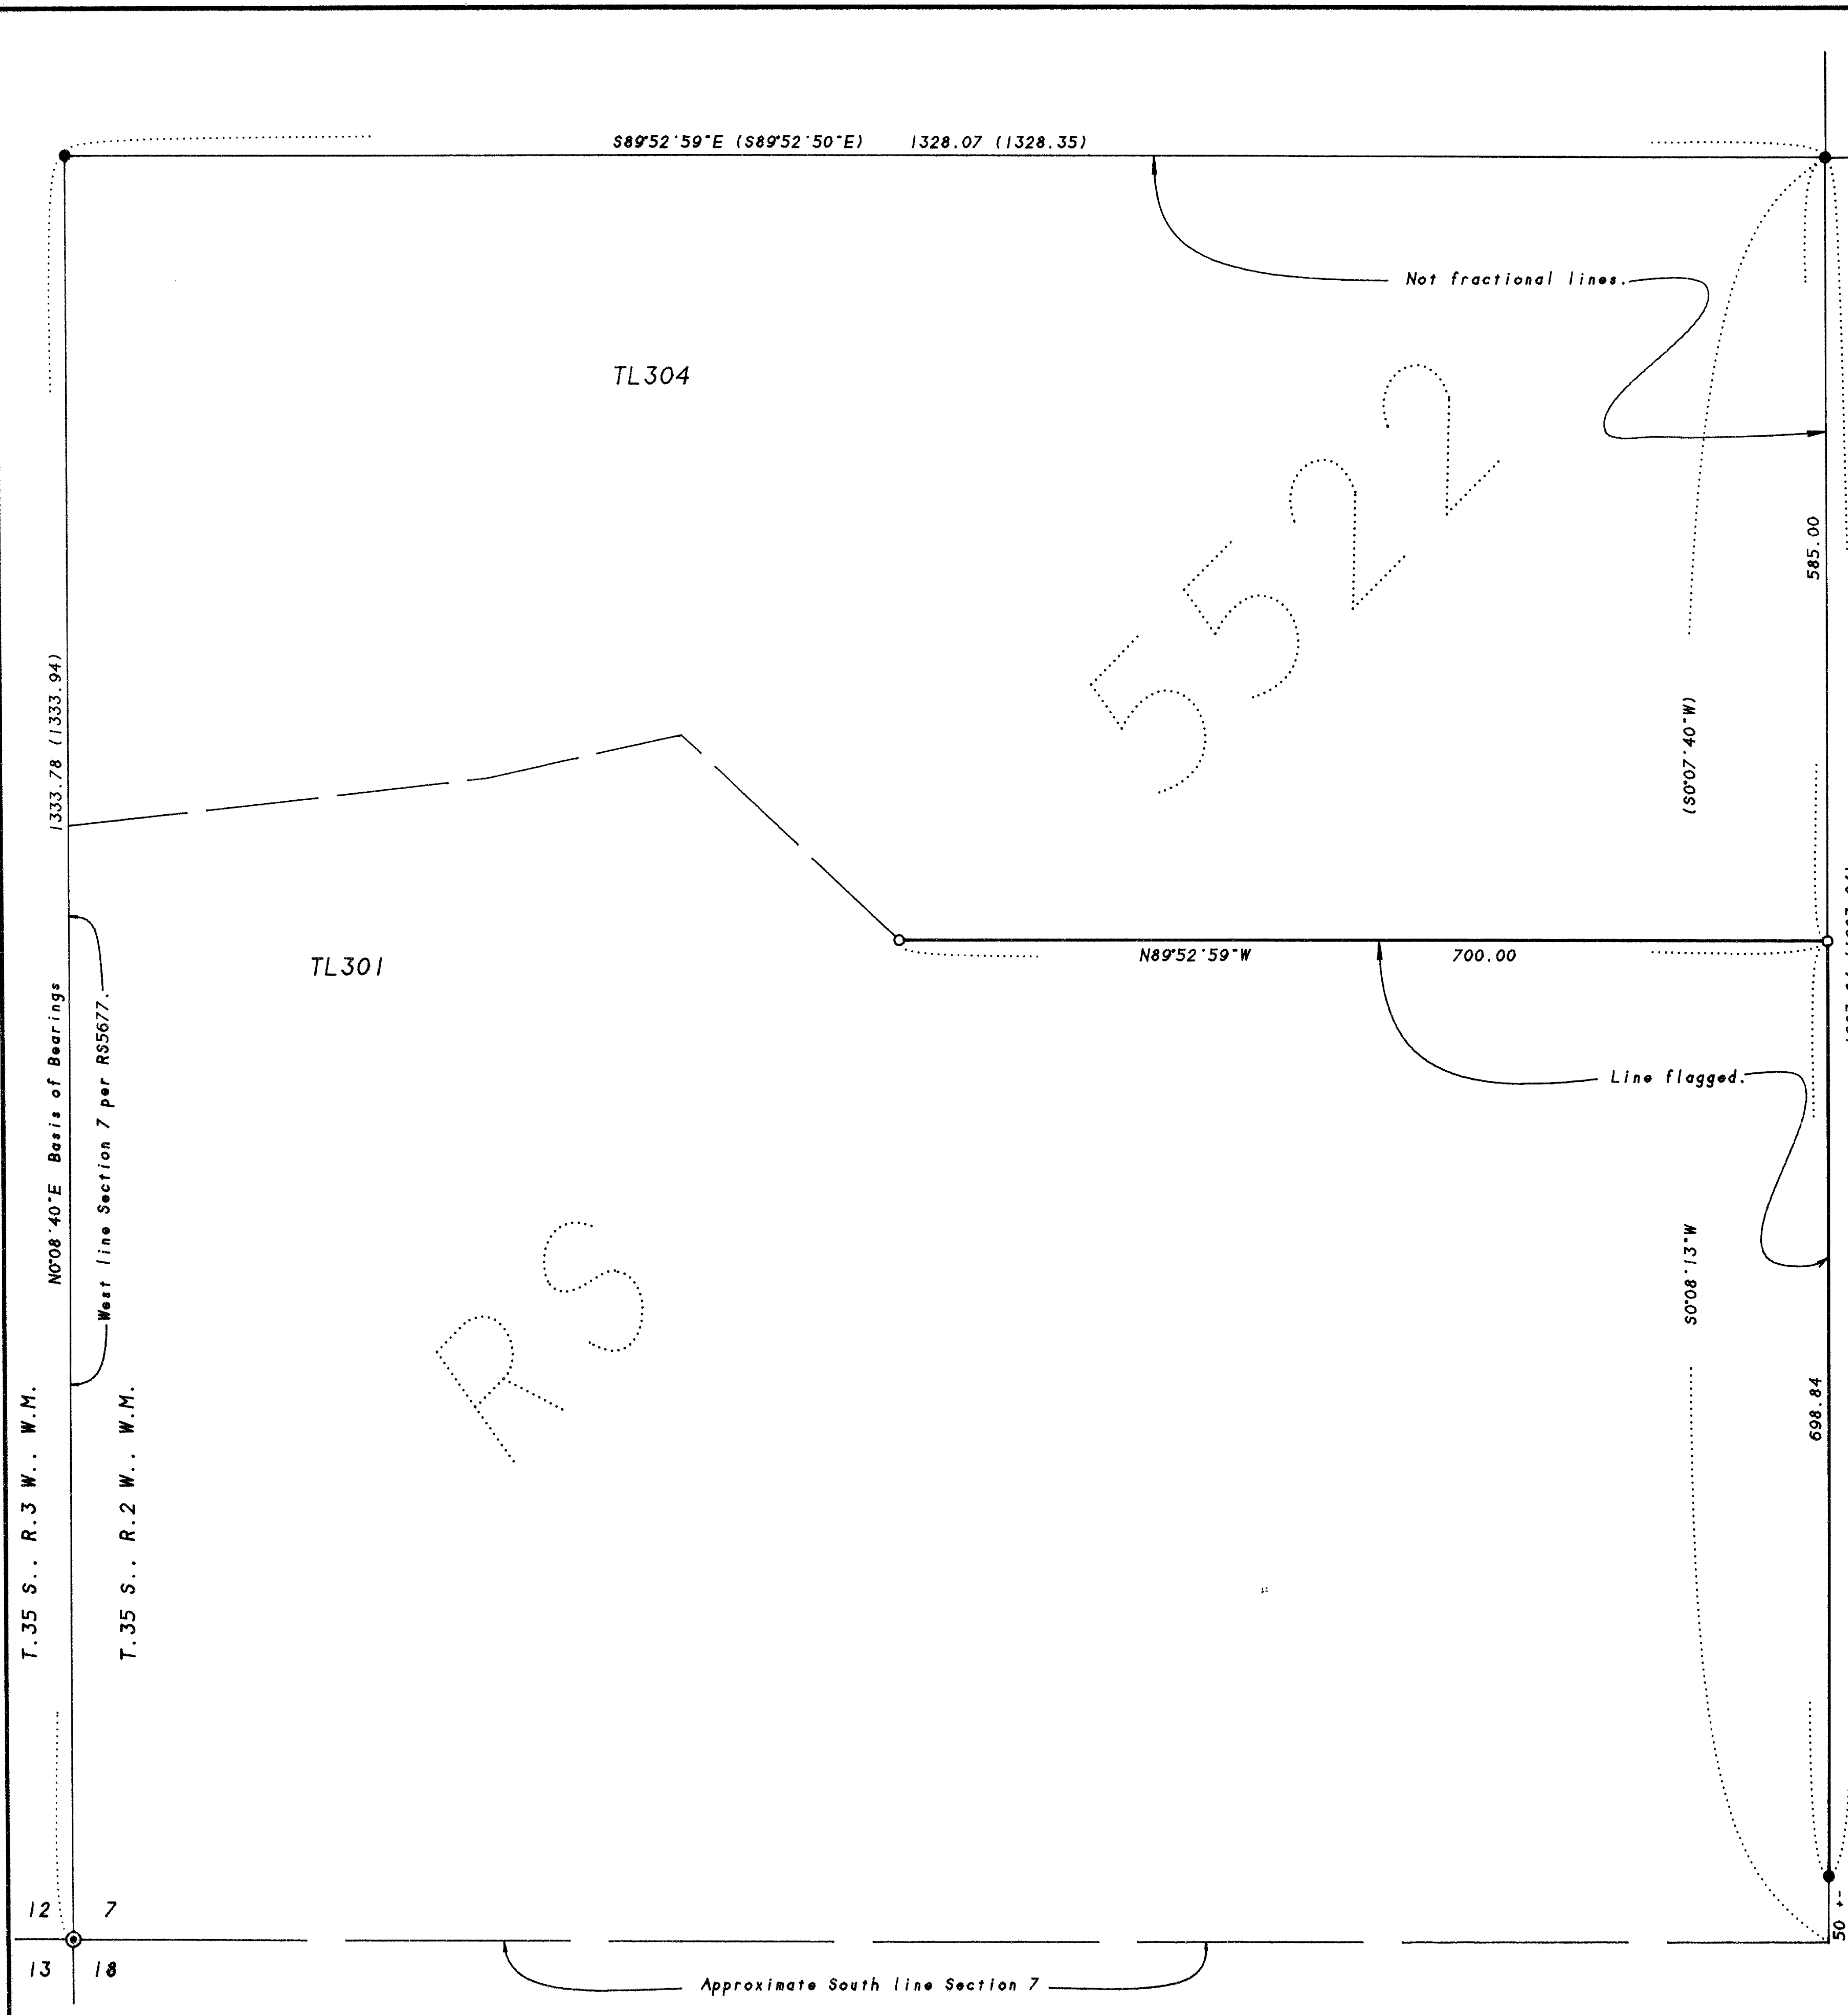 S89°52'59"E (S89°52'50"E) 1328.07 (1328.35)
Not fractional lines.
TL304
5522
585.00
(S0°07'40"W)
1333.78 (1333.94)
N89°52'59"W 700.00
TL301
N0°08'40"E Basis of Bearings
West line Section 7 per RS5677.
Line flagged.
RS
S0°08'13"W
698.84
T.35 S., R.3 W., W.M.
T.35 S., R.2 W., W.M.
12 7
13 18
50 +-
Approximate South line Section 7